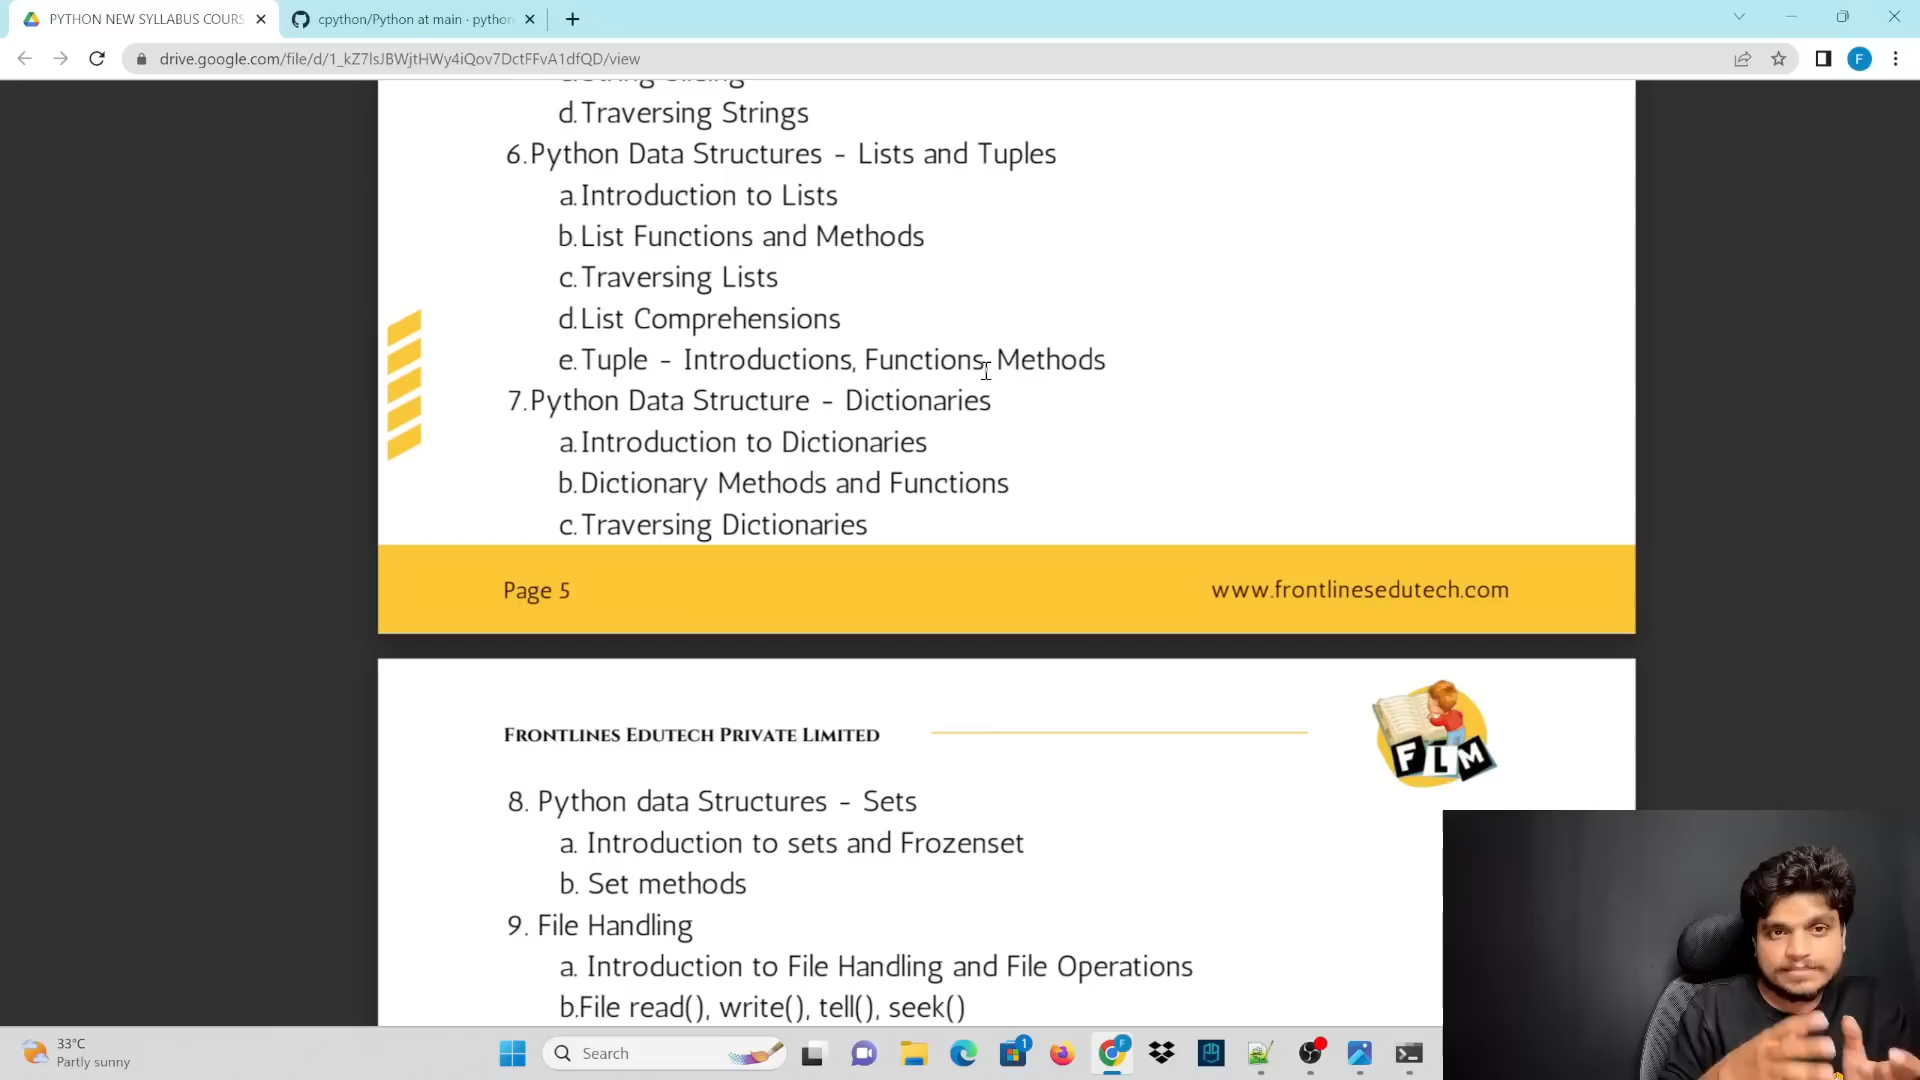 PYTHON NEW SYLLABUS COURS
cpython/Python at main · python
drive.google.com/file/d/1_kZ7lsJBWjtHWy4iQov7DctFFvA1dfQD/view
F
d.Traversing Strings
6.Python Data Structures - Lists and Tuples
a.Introduction to Lists
b.List Functions and Methods
c.Traversing Lists
d.List Comprehensions
e.Tuple - Introductions, Functions, Methods
7.Python Data Structure - Dictionaries
a.Introduction to Dictionaries
b.Dictionary Methods and Functions
c.Traversing Dictionaries
Page 5
www.frontlinesedutech.com
FRONTLINES EDUTECH PRIVATE LIMITED
FLM
8. Python data Structures - Sets
a. Introduction to sets and Frozenset
b. Set methods
9. File Handling
a. Introduction to File Handling and File Operations
b.File read(), write(), tell(), seek()
33°C
Partly sunny
Search
1
F